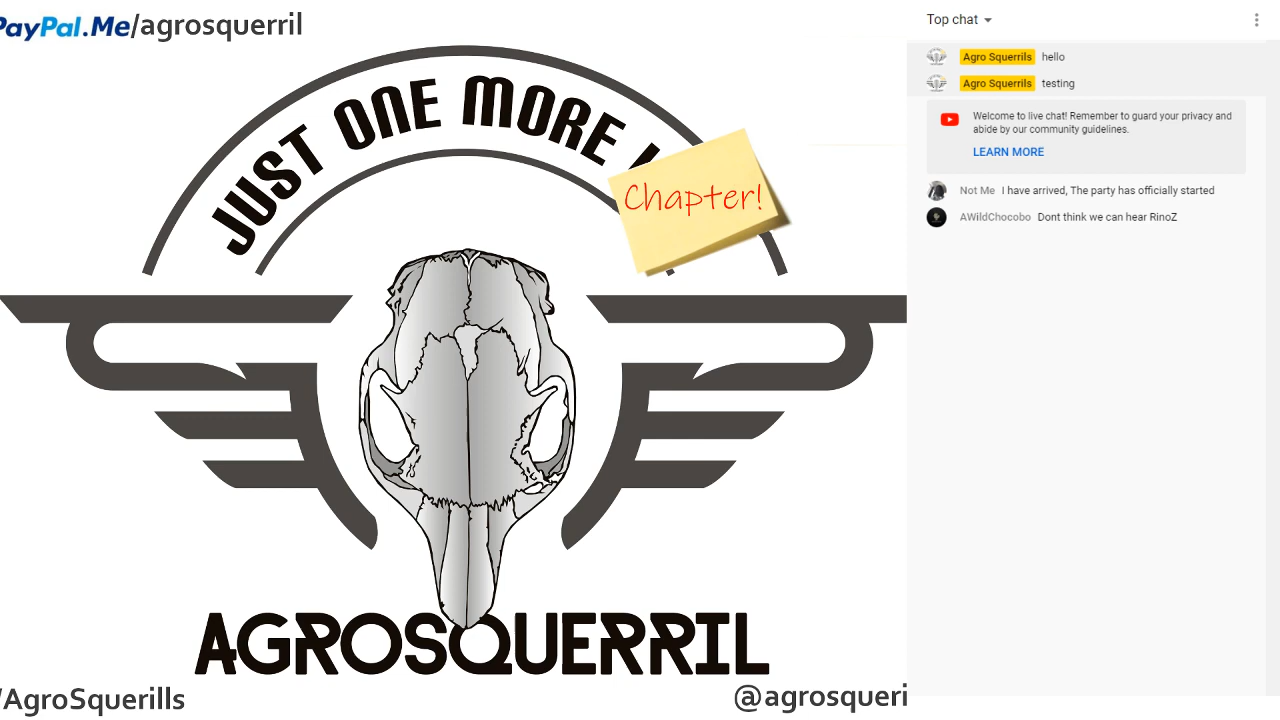 PayPal.Me/agrosquerril
JUST ONE MORE
Chapter!
AGROSQUERRIL
/AgroSquerills
@agrosqueri
Top chat
Agro Squerrils hello
Agro Squerrils testing
Welcome to live chat! Remember to guard your privacy and
abide by our community guidelines.
LEARN MORE
Not Me I have arrived, The party has officially started
AWildChocobo Dont think we can hear RinoZ